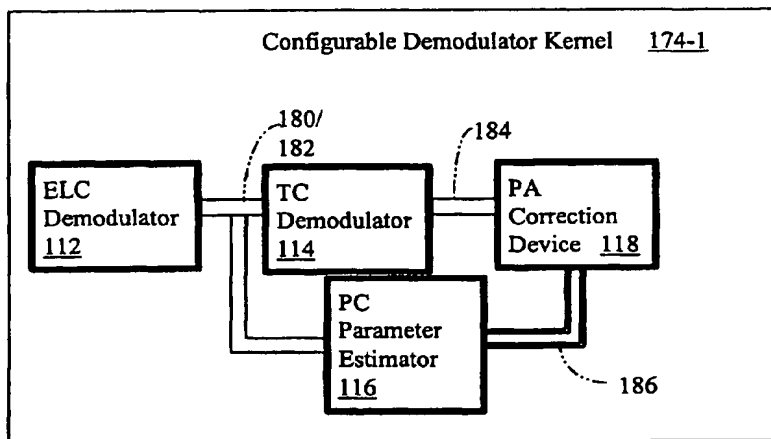 Configurable Demodulator Kernel 174-1
180/
182
184
ELC
Demodulator
112
TC
Demodulator
114
PA
Correction
Device 118
PC
Parameter
Estimator
116
186